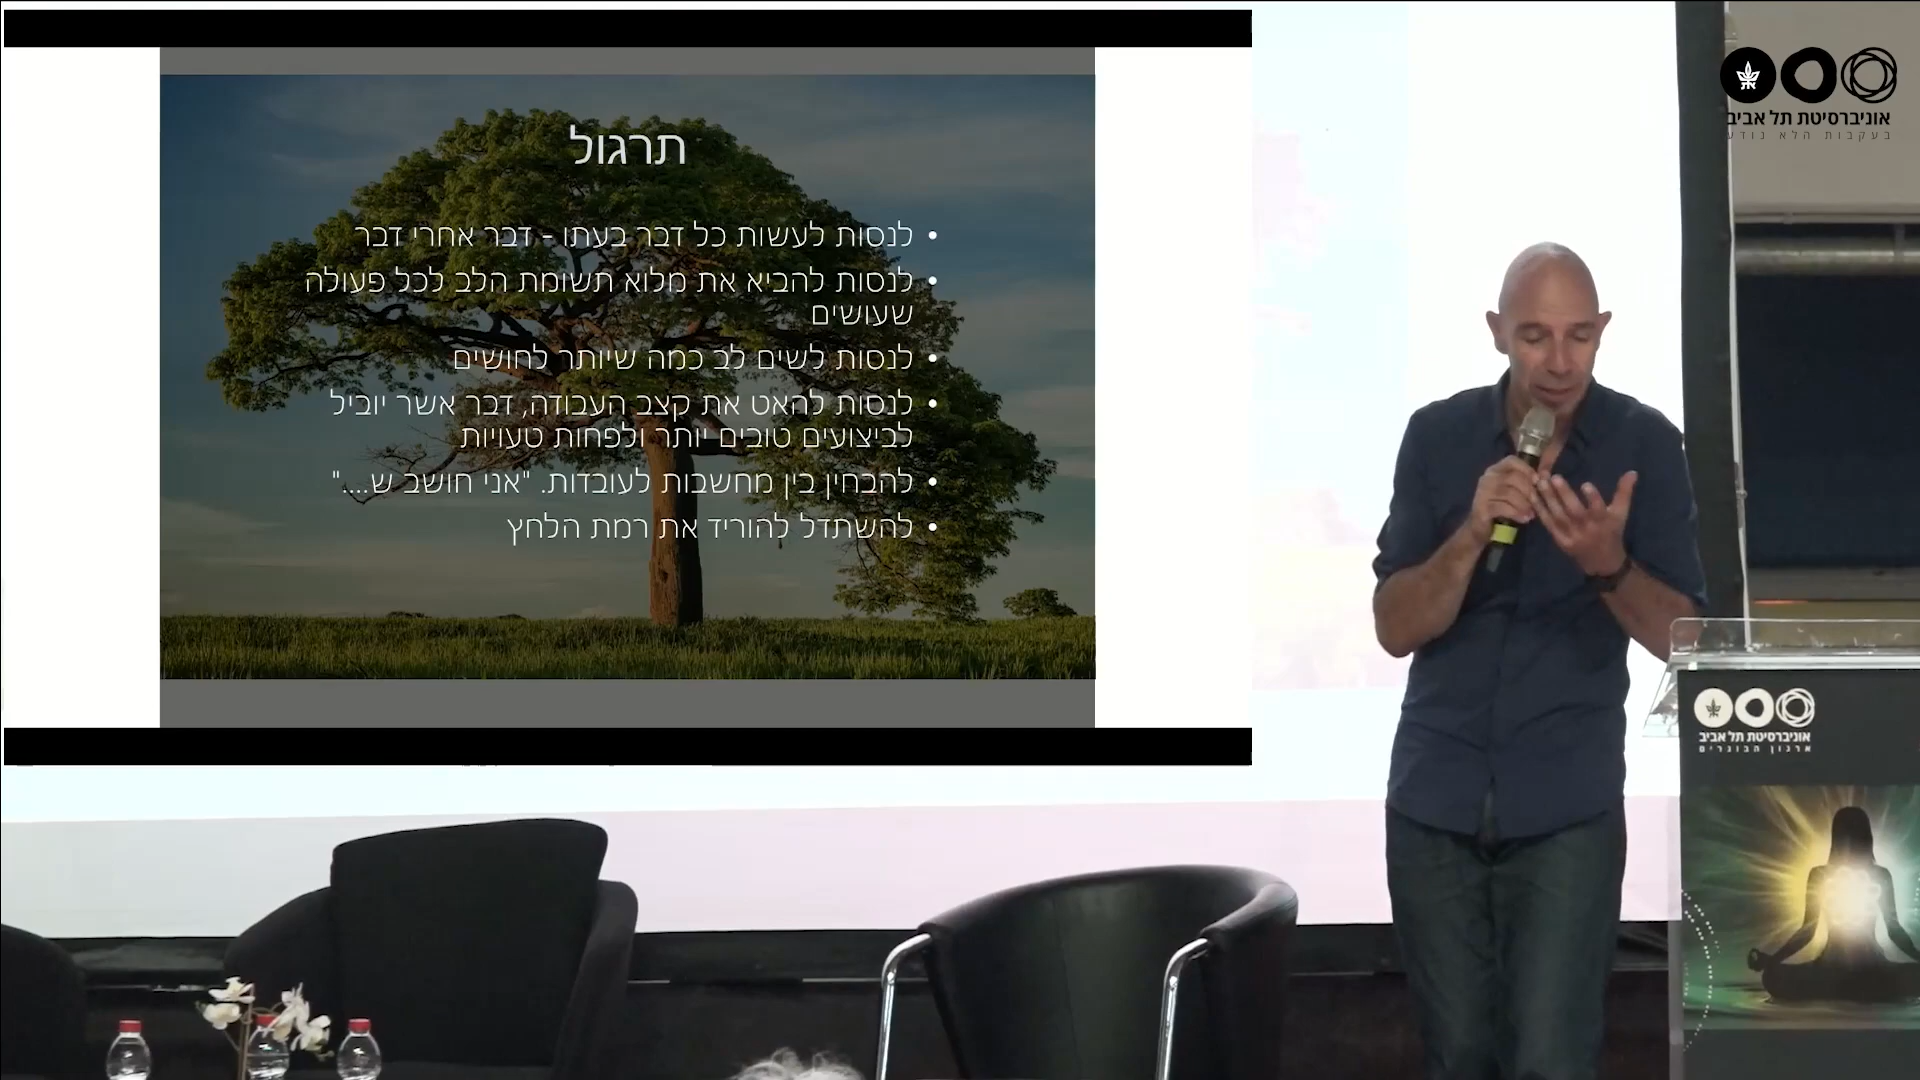 תרגול
• לנסות לעשות כל דבר בעתו - דבר אחרי דבר
• לנסות להביא את מלוא תשומת הלב לכל פעולה
שעושים
• לנסות לשים לב כמה שיותר לחושים
• לנסות להאט את קצב העבודה, דבר אשר יוביל
לביצועים טובים יותר ולפחות טעויות
• להבחין בין מחשבות לעובדות. "אני חושב ש...."
• להשתדל להוריד את רמת הלחץ
אוניברסיטת תל אביב
בעקבות הלא נודע
אוניברסיטת תל אביב
ארגון הבוגרים